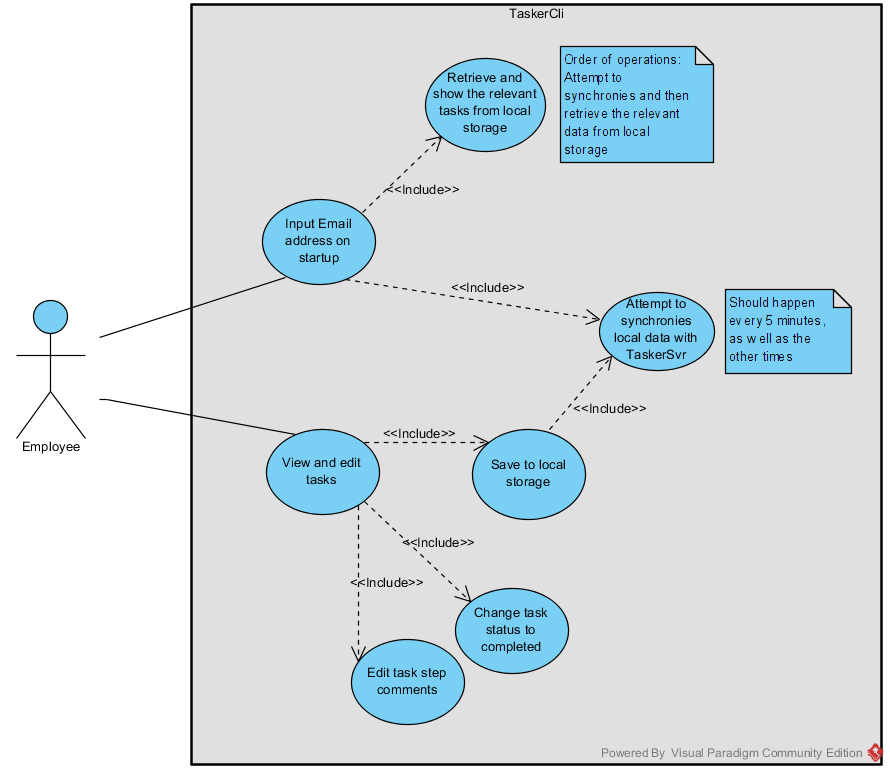 TaskerCli
Retrieve and
show the relevant
tasks from local
storage
Order of operations:
Attempt to
synchronies and then
retrieve the relevant
data from local
storage
<<Include>>
Input Email
address on
startup
<<Include>>
Attempt to
synchronies
local data with
TaskerSvr
Should happen
every 5 minutes,
as well as the
other times
<<Include>>
Employee
<<Include>>
View and edit
tasks
Save to local
storage
<<Include>>
<<Include>>
Change task
status to
completed
Edit task step
comments
Powered By Visual Paradigm Community Edition